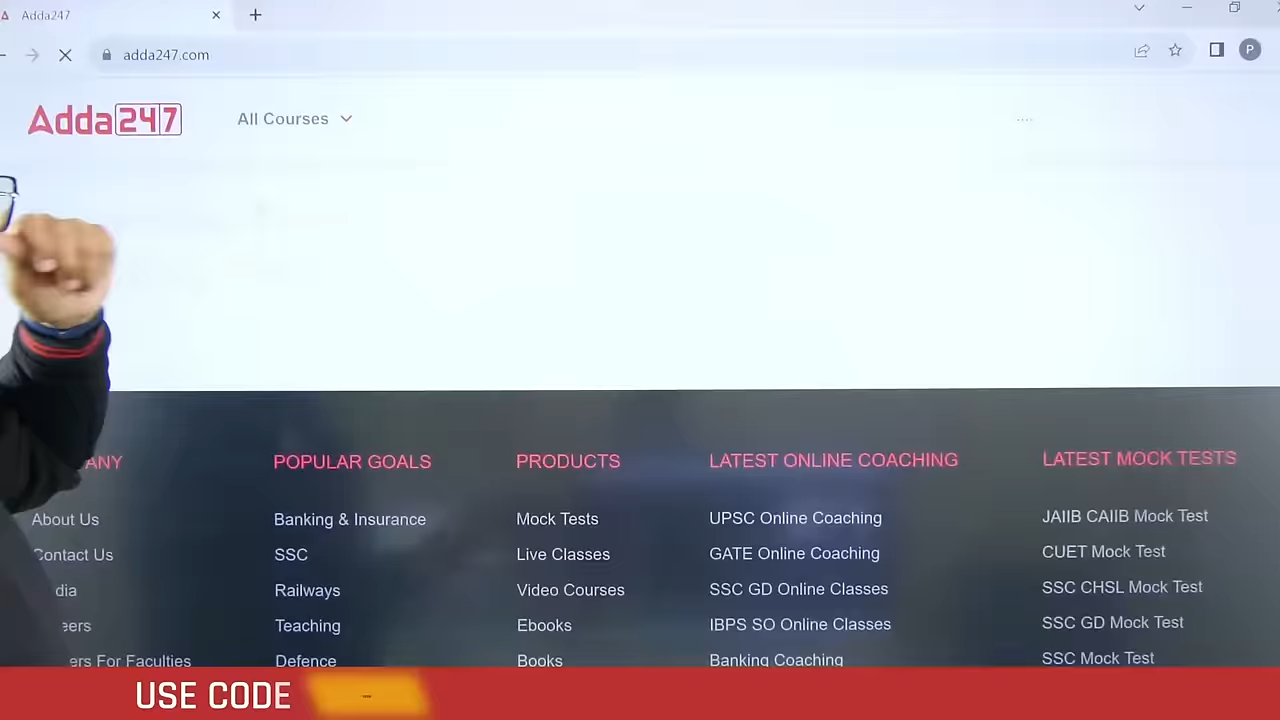 Adda247
adda247.com
P
Adda247
All Courses
ANY
POPULAR GOALS
PRODUCTS
LATEST ONLINE COACHING
LATEST MOCK TESTS
About Us
Banking & Insurance
Mock Tests
UPSC Online Coaching
JAIIB CAIIB Mock Test
Contact Us
SSC
Live Classes
GATE Online Coaching
CUET Mock Test
dia
Railways
Video Courses
SSC GD Online Classes
SSC CHSL Mock Test
eers
Teaching
Ebooks
IBPS SO Online Classes
SSC GD Mock Test
ers For Faculties
Defence
Books
Banking Coaching
SSC Mock Test
USE CODE